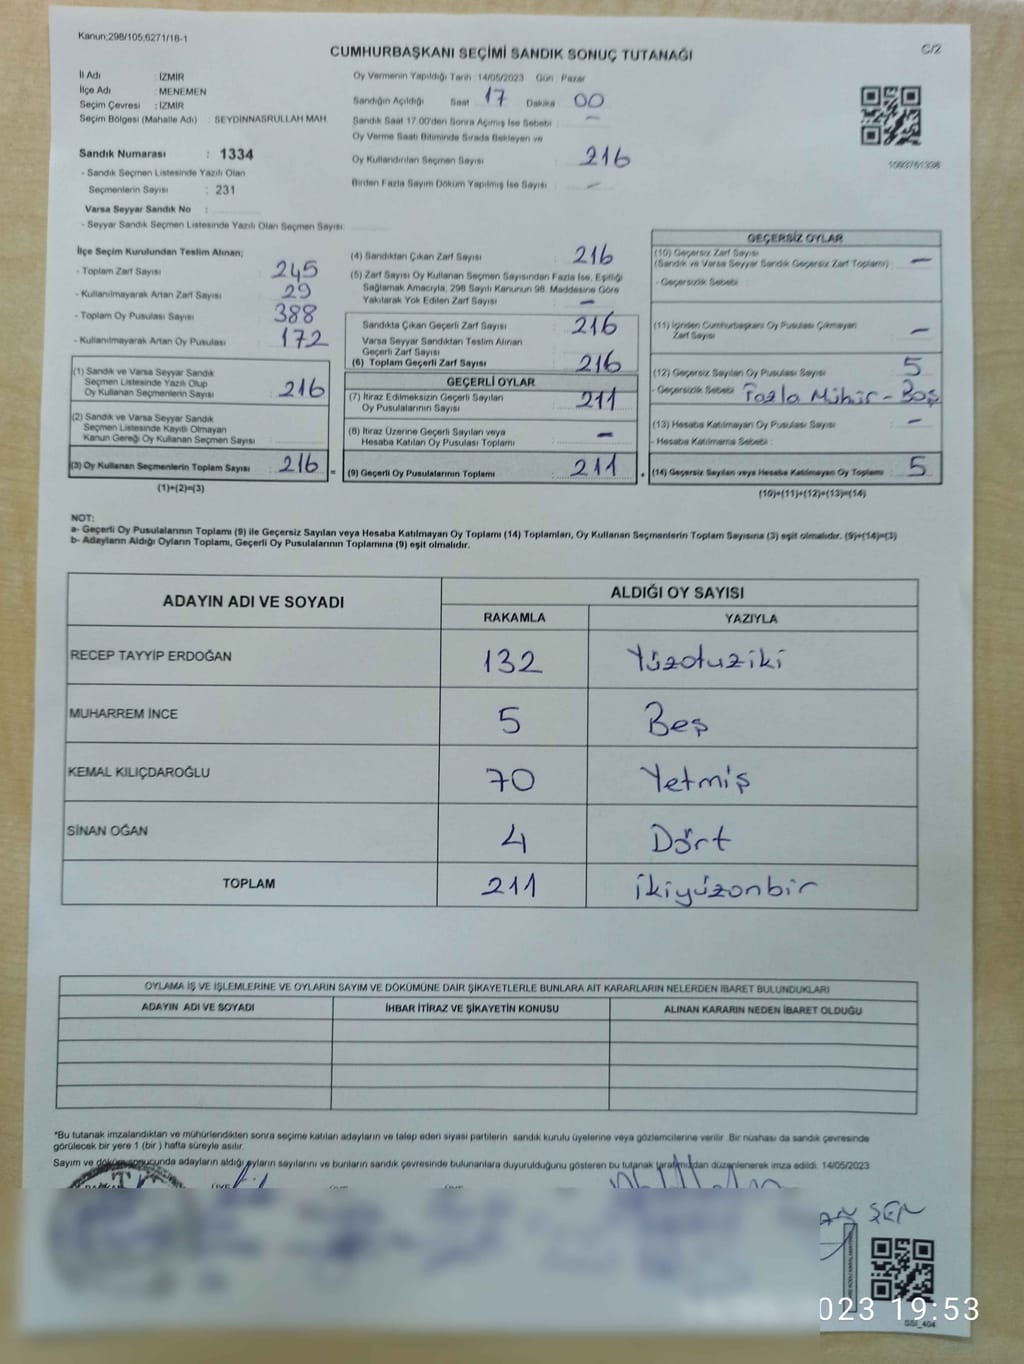 Kanun;298/105;6271/18-1
C/2
CUMHURBAŞKANI SEÇİMİ SANDIK SONUÇ TUTANAĞI
İl Adı : İZMİR
İlçe Adı : MENEMEN
Seçim Çevresi : İZMİR
Seçim Bölgesi (Mahalle Adı) : SEYDİNNASRULLAH MAH.
Sandık Numarası : 1334
- Sandık Seçmen Listesinde Yazılı Olan
Seçmenlerin Sayısı : 231
Varsa Seyyar Sandık No :
- Seyyar Sandık Seçmen Listesinde Yazılı Olan Seçmen Sayısı:
Oy Vermenin Yapıldığı Tarih : 14/05/2023 Gün : Pazar
Sandığın Açıldığı Saat 17 Dakika 00
Sandık Saat 17:00'den Sonra Açımış İse Sebebi : -
Oy Verme Saati Bitiminde Sırada Bekleyen ve
Oy Kullandırılan Seçmen Sayısı 216
Birden Fazla Sayım Döküm Yapılmış İse Sayısı -
İlçe Seçim Kurulundan Teslim Alınan;
- Toplam Zarf Sayısı : 245
- Kullanılmayarak Artan Zarf Sayısı : 29
- Toplam Oy Pusulası Sayısı : 388
- Kullanılmayarak Artan Oy Pusulası : 172
(1) Sandık ve Varsa Seyyar Sandık
Seçmen Listesinde Yazılı Olup
Oy Kullanan Seçmenlerin Sayısı : 216
(2) Sandık ve Varsa Seyyar Sandık
Seçmen Listesinde Kayıtlı Olmayan
Kanun Gereği Oy Kullanan Seçmen Sayısı :
(3) Oy Kullanan Seçmenlerin Toplam Sayısı : 216
(1)+(2)=(3)
(4) Sandıktan Çıkan Zarf Sayısı : 216
(5) Zarf Sayısı Oy Kullanan Seçmen Sayısından Fazla İse, Eşitliği
Sağlamak Amacıyla, 298 Sayılı Kanunun 98. Maddesine Göre
Yakılarak Yok Edilen Zarf Sayısı : -
Sandıkta Çıkan Geçerli Zarf Sayısı : 216
Varsa Seyyar Sandıktan Teslim Alınan
Geçerli Zarf Sayısı :
(6) Toplam Geçerli Zarf Sayısı : 216
GEÇERLİ OYLAR
(7) İtiraz Edilmeksizin Geçerli Sayılan
Oy Pusulalarının Sayısı : 211
(8) İtiraz Üzerine Geçerli Sayılan veya
Hesaba Katılan Oy Pusulası Toplamı : -
= (9) Geçerli Oy Pusulalarının Toplamı : 211
GEÇERSİZ OYLAR
(10) Geçersiz Zarf Sayısı
(Sandık ve Varsa Seyyar Sandık Geçersiz Zarf Toplamı) : -
- Geçersizlik Sebebi :
(11) İçinden Cumhurbaşkanı Oy Pusulası Çıkmayan
Zarf Sayısı : -
(12) Geçersiz Sayılan Oy Pusulası Sayısı : 5
- Geçersizlik Sebebi : Fazla Mühür - Boş
(13) Hesaba Katılmayan Oy Pusulası Sayısı : -
- Hesaba Katılmama Sebebi :
(14) Geçersiz Sayılan veya Hesaba Katılmayan Oy Toplamı : 5
(10)+(11)+(12)+(13)=(14)
NOT:
a- Geçerli Oy Pusulalarının Toplamı (9) ile Geçersiz Sayılan veya Hesaba Katılmayan Oy Toplamı (14) Toplamları, Oy Kullanan Seçmenlerin Toplam Sayısına (3) eşit olmalıdır. (9)+(14)=(3)
b- Adayların Aldığı Oyların Toplamı, Geçerli Oy Pusulalarının Toplamına (9) eşit olmalıdır.
ADAYIN ADI VE SOYADI ALDIĞI OY SAYISI
RAKAMLA YAZIYLA
RECEP TAYYİP ERDOĞAN 132 Yüzotuziki
MUHARREM İNCE 5 Beş
KEMAL KILIÇDAROĞLU 70 Yetmiş
SİNAN OĞAN 4 Dört
TOPLAM 211 ikiyüzonbir
OYLAMA İŞ VE İŞLEMLERİNE VE OYLARIN SAYIM VE DÖKÜMÜNE DAİR ŞİKAYETLERLE BUNLARA AİT KARARLARIN NELERDEN İBARET BULUNDUKLARI
ADAYIN ADI VE SOYADI İHBAR İTİRAZ VE ŞİKAYETİN KONUSU ALINAN KARARIN NEDEN İBARET OLDUĞU
*Bu tutanak imzalandıktan ve mühürlendikten sonra seçime katılan adayların ve talep eden siyasi partilerin sandık kurulu üyelerine veya gözlemcilerine verilir. Bir nüshası da sandık çevresinde
görülecek bir yere 1 (bir) hafta süreyle asılır.
Sayım ve döküm sonucunda adayların aldığı oyların sayılarını ve bunların sandık çevresinde bulunanlara duyurulduğunu gösteren bu tutanak tarafımızdan düzenlenerek imza edildi. 14/05/2023
ŞEN
023 19:53
GSI_404